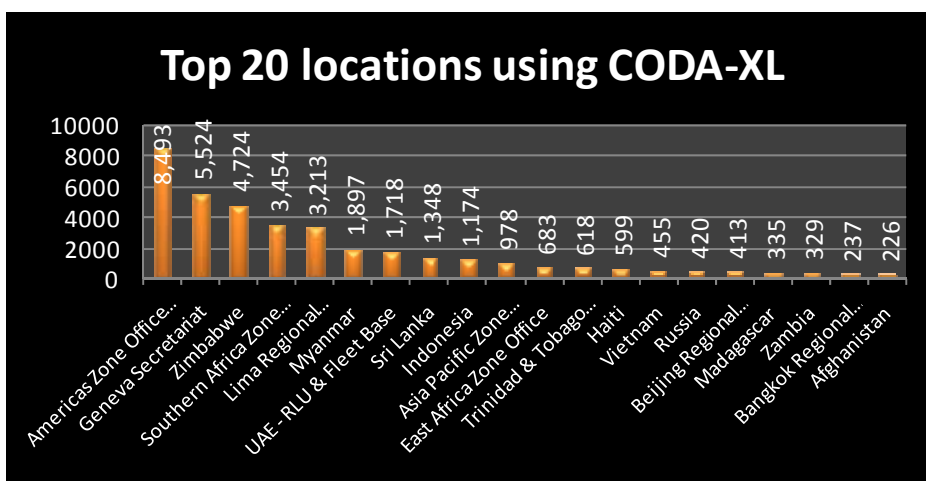 Top 20 locations using CODA-XL
10000
8000
6000
4000
2000
0
8,493
5,524
4,724
3,454
3,213
1,897
1,718
1,348
1,174
978
683
618
599
455
420
413
335
329
237
226
Americas Zone Office…
Geneva Secretariat
Zimbabwe
Southern Africa Zone…
Lima Regional…
Myanmar
UAE - RLU & Fleet Base
Sri Lanka
Indonesia
Asia Pacific Zone…
East Africa Zone Office
Trinidad & Tobago…
Haiti
Vietnam
Russia
Beijing Regional…
Madagascar
Zambia
Bangkok Regional…
Afghanistan